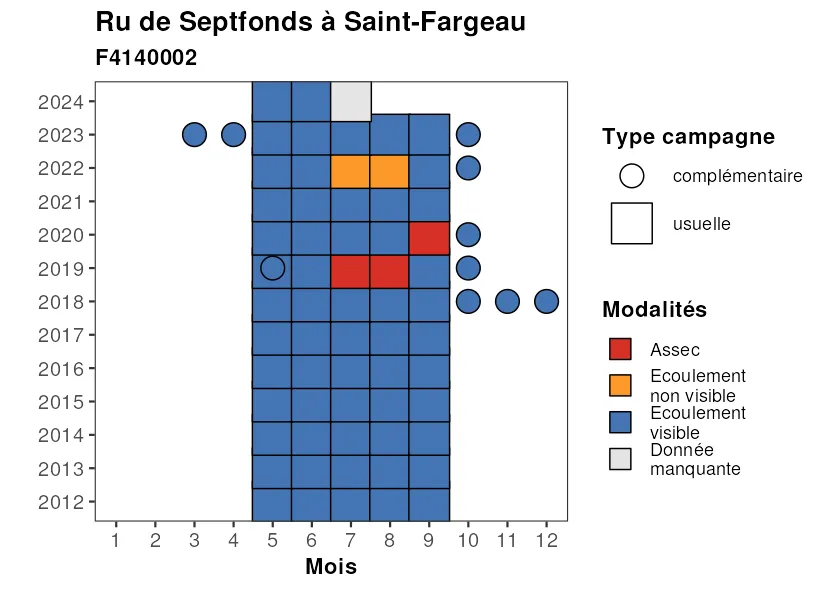 Ru de Septfonds à Saint-Fargeau
F4140002
2024
2023
2022
2021
2020
2019
2018
2017
2016
2015
2014
2013
2012
1 2 3 4 5 6 7 8 9 10 11 12
Mois
Type campagne
complémentaire
usuelle
Modalités
Assec
Ecoulement
non visible
Ecoulement
visible
Donnée
manquante